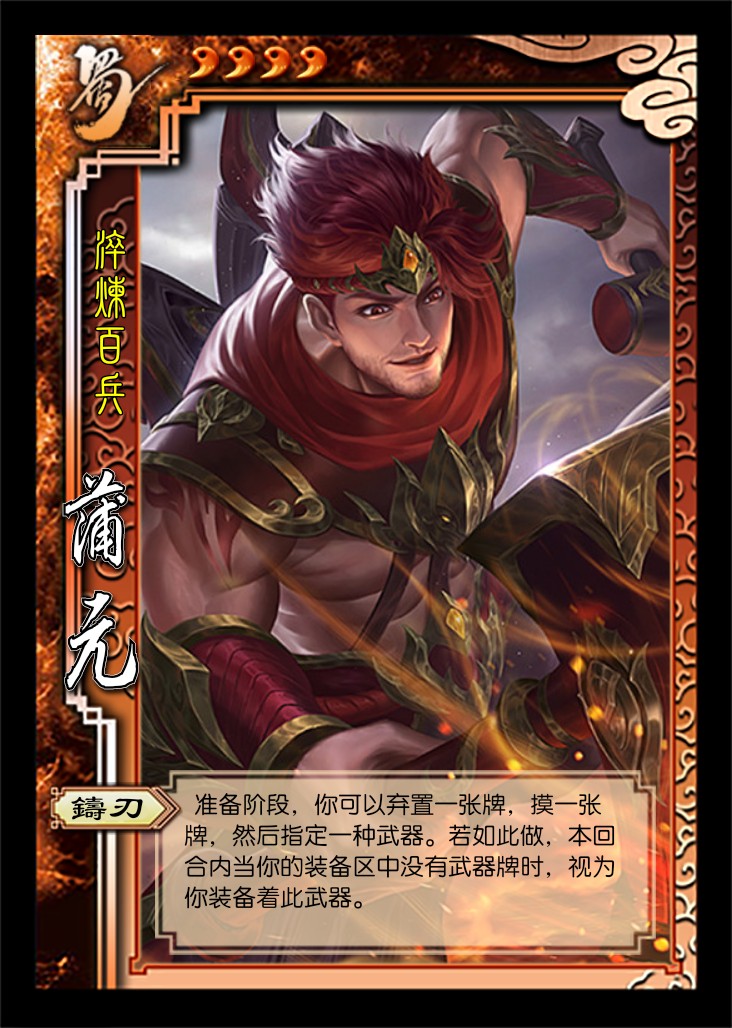 蜀
淬煉百兵
蒲元
鑄刃
准备阶段，你可以弃置一张牌，摸一张
牌，然后指定一种武器。若如此做，本回
合内当你的装备区中没有武器牌时，视为
你装备着此武器。